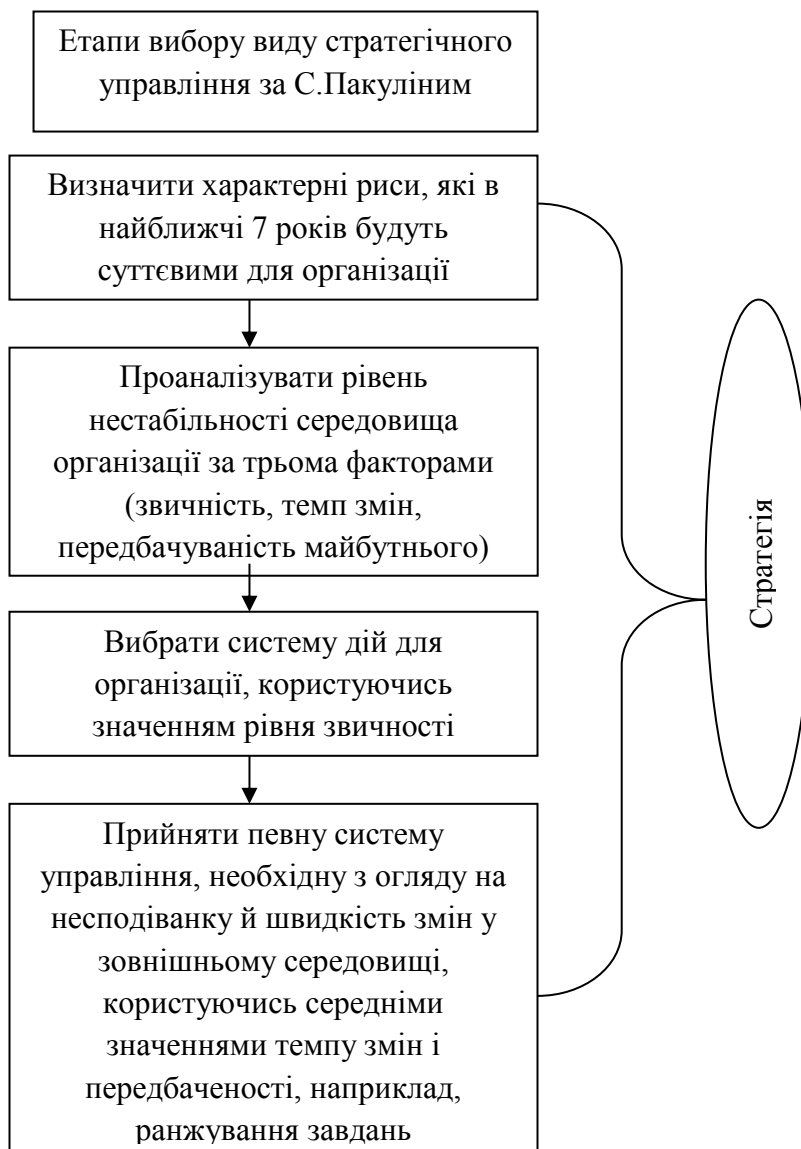 Етапи вибору виду стратегічного
управління за С.Пакуліним
Визначити характерні риси, які в
найближчі 7 років будуть
суттєвими для організації
Проаналізувати рівень
нестабільності середовища
організації за трьома факторами
(звичність, темп змін,
передбачуваність майбутнього)
Вибрати систему дій для
організації, користуючись
значенням рівня звичності
Прийняти певну систему
управління, необхідну з огляду на
несподіванку й швидкість змін у
зовнішньому середовищі,
користуючись середніми
значеннями темпу змін і
передбаченості, наприклад,
ранжування завдань
Стратегія